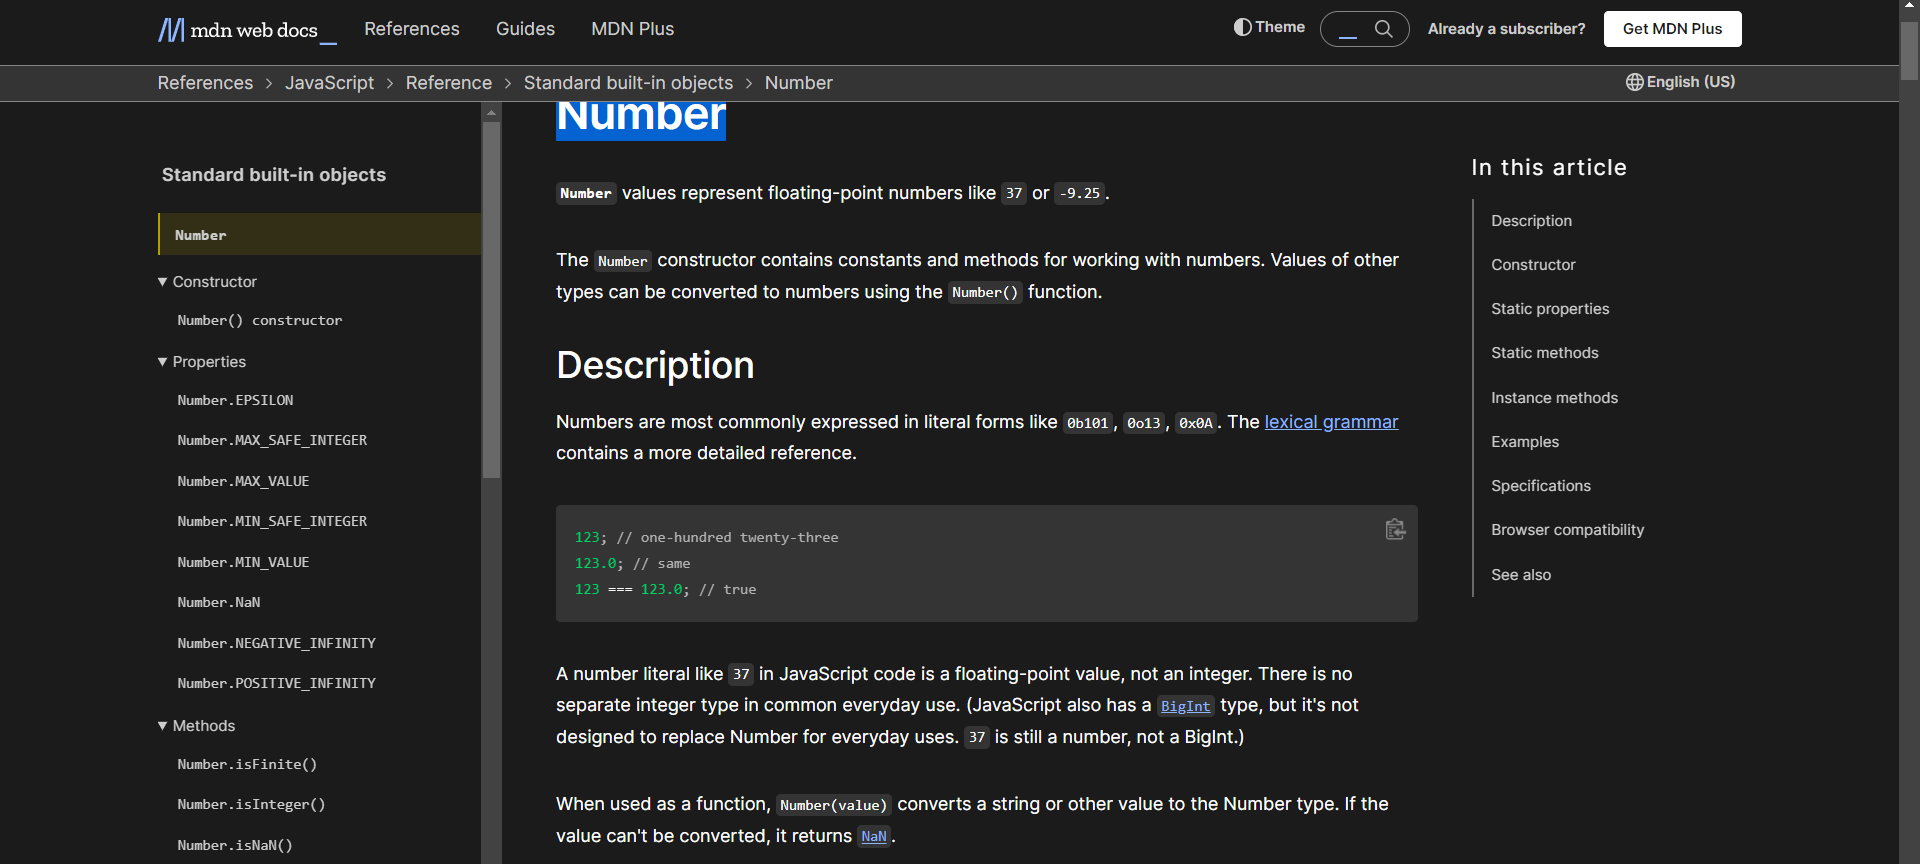 mdn web docs_ References Guides MDN Plus Theme Already a subscriber? Get MDN Plus
References > JavaScript > Reference > Standard built-in objects > Number English (US)
Standard built-in objects
Number
Constructor
Number() constructor
Properties
Number.EPSILON
Number.MAX_SAFE_INTEGER
Number.MAX_VALUE
Number.MIN_SAFE_INTEGER
Number.MIN_VALUE
Number.NaN
Number.NEGATIVE_INFINITY
Number.POSITIVE_INFINITY
Methods
Number.isFinite()
Number.isInteger()
Number.isNaN()
Number
Number values represent floating-point numbers like 37 or -9.25.
The Number constructor contains constants and methods for working with numbers. Values of other
types can be converted to numbers using the Number() function.
Description
Numbers are most commonly expressed in literal forms like 0b101, 0o13, 0x0A. The lexical grammar
contains a more detailed reference.
123; // one-hundred twenty-three
123.0; // same
123 === 123.0; // true
A number literal like 37 in JavaScript code is a floating-point value, not an integer. There is no
separate integer type in common everyday use. (JavaScript also has a BigInt type, but it's not
designed to replace Number for everyday uses. 37 is still a number, not a BigInt.)
When used as a function, Number(value) converts a string or other value to the Number type. If the
value can't be converted, it returns NaN.
In this article
Description
Constructor
Static properties
Static methods
Instance methods
Examples
Specifications
Browser compatibility
See also